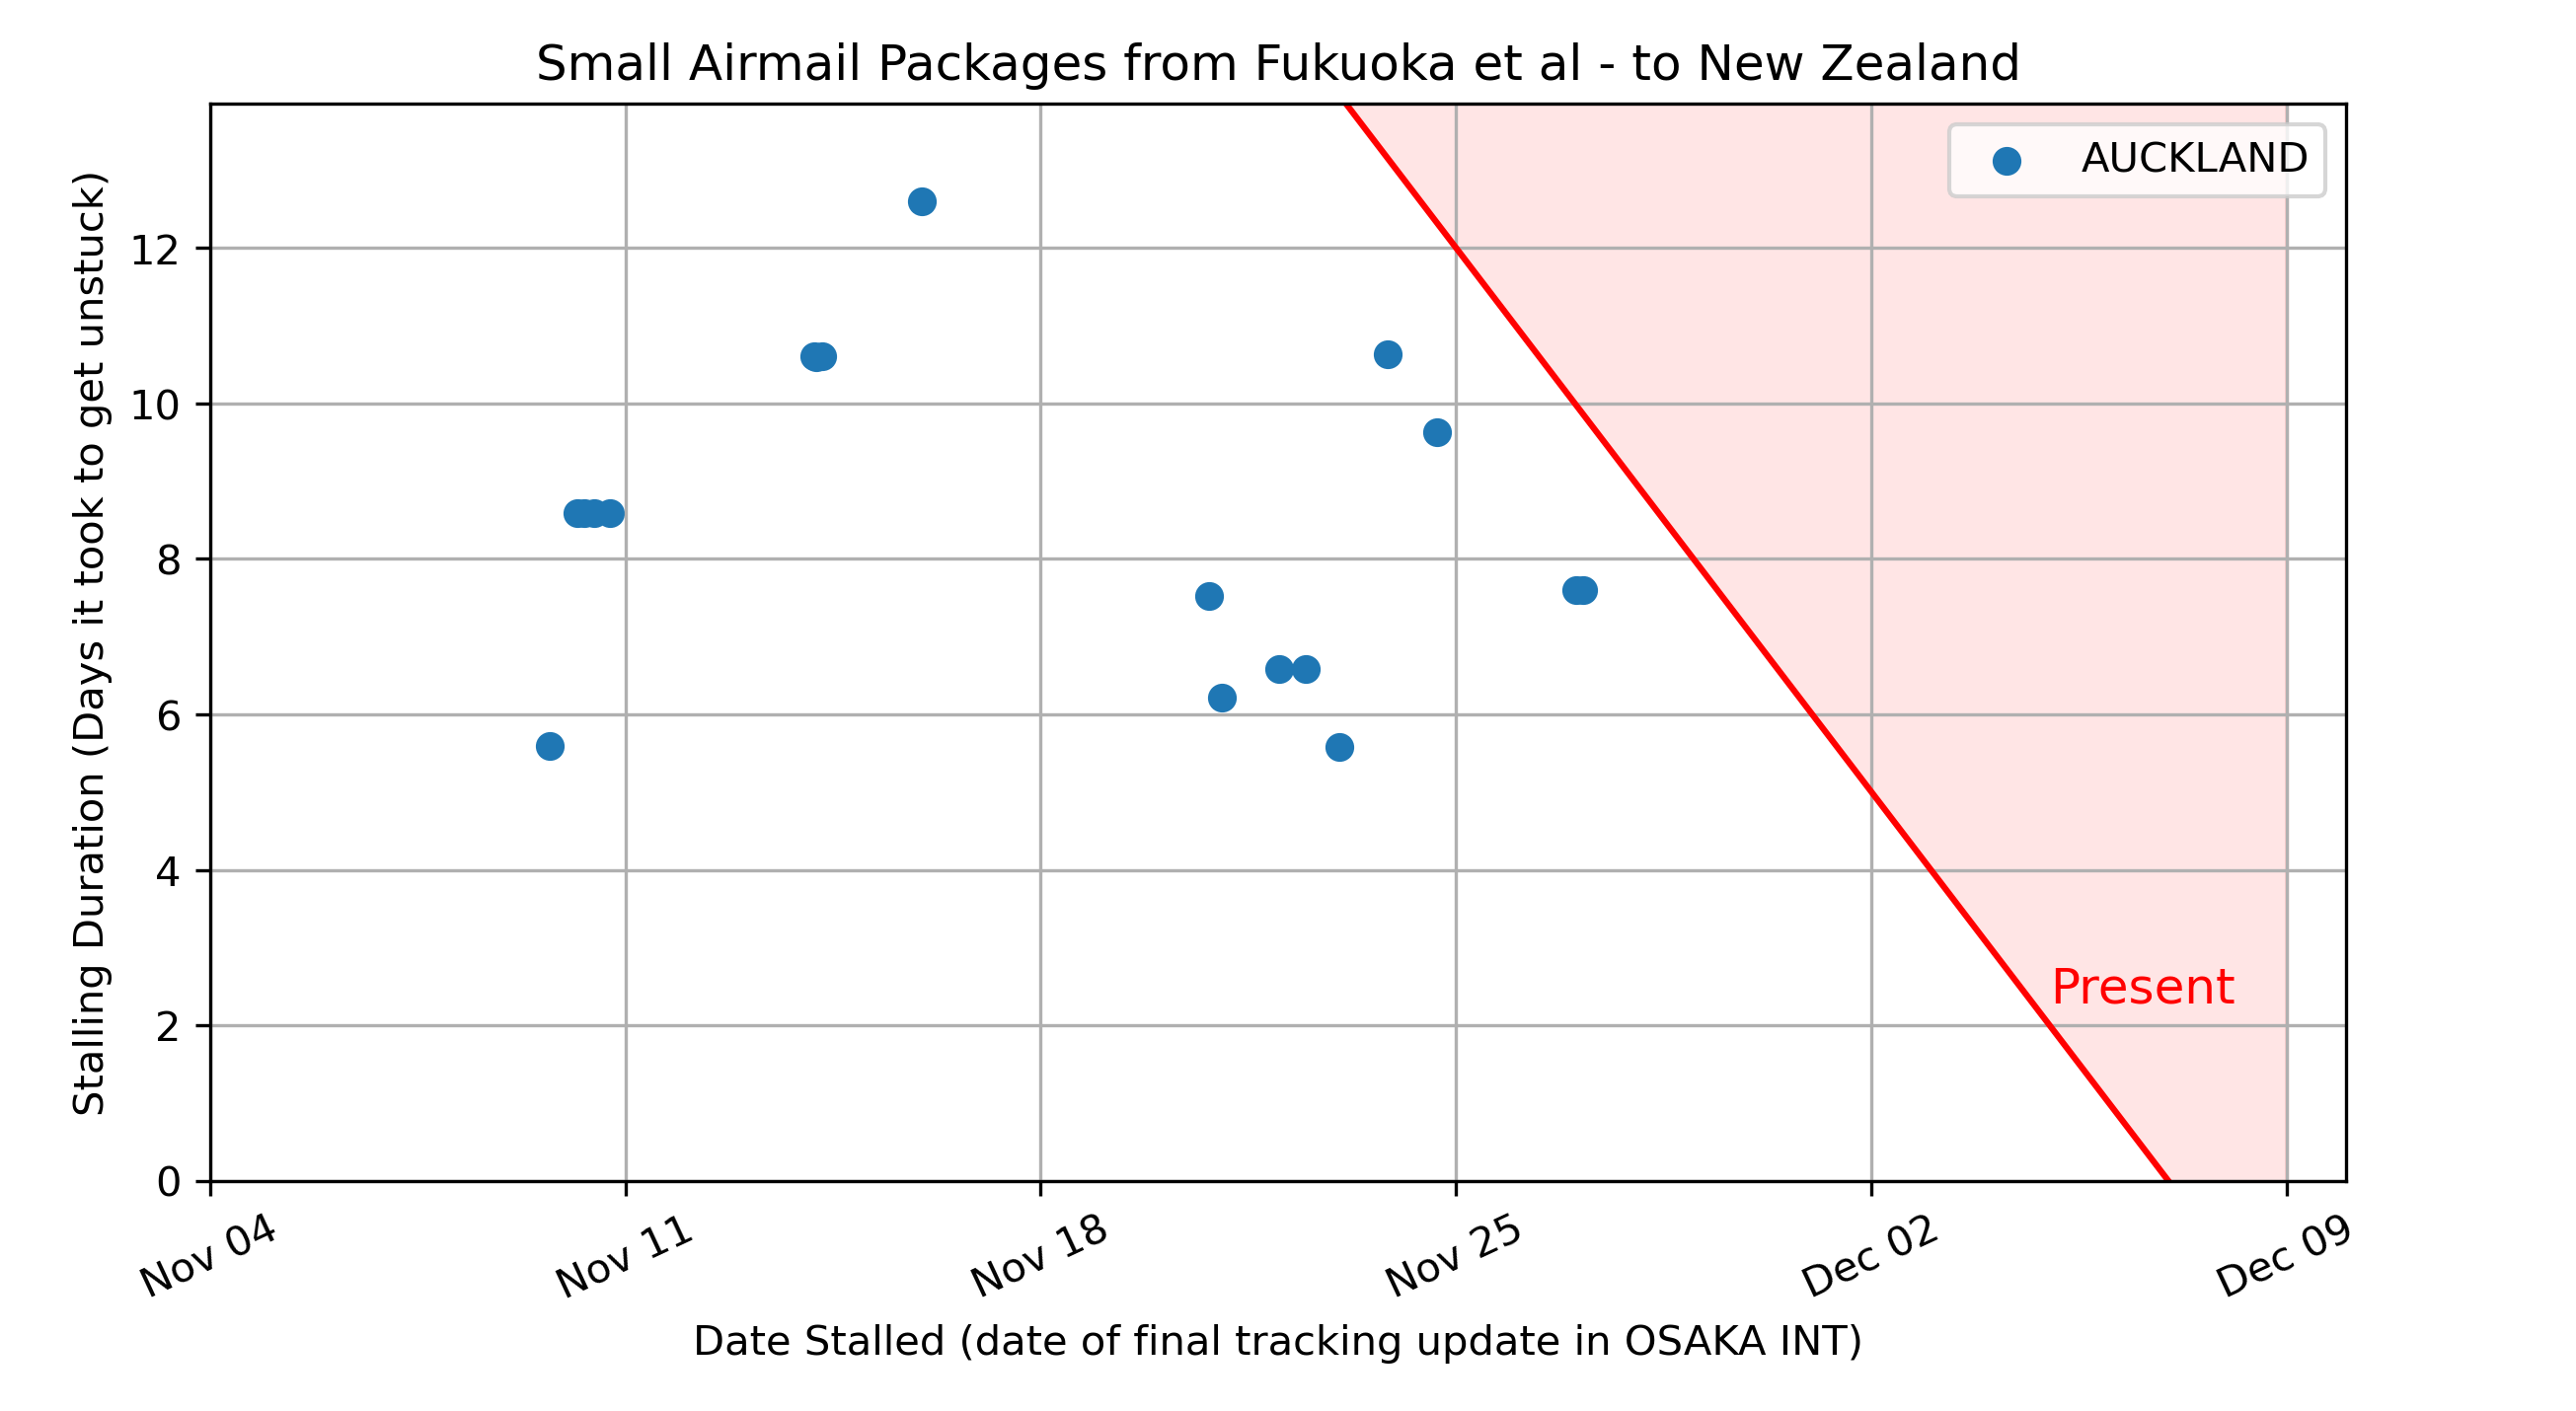 Small Airmail Packages from Fukuoka et al - to New Zealand
AUCKLAND
Stalling Duration (Days it took to get unstuck)
12
10
8
6
4
2
0
Present
Nov 04
Nov 11
Nov 18
Nov 25
Dec 02
Dec 09
Date Stalled (date of final tracking update in OSAKA INT)